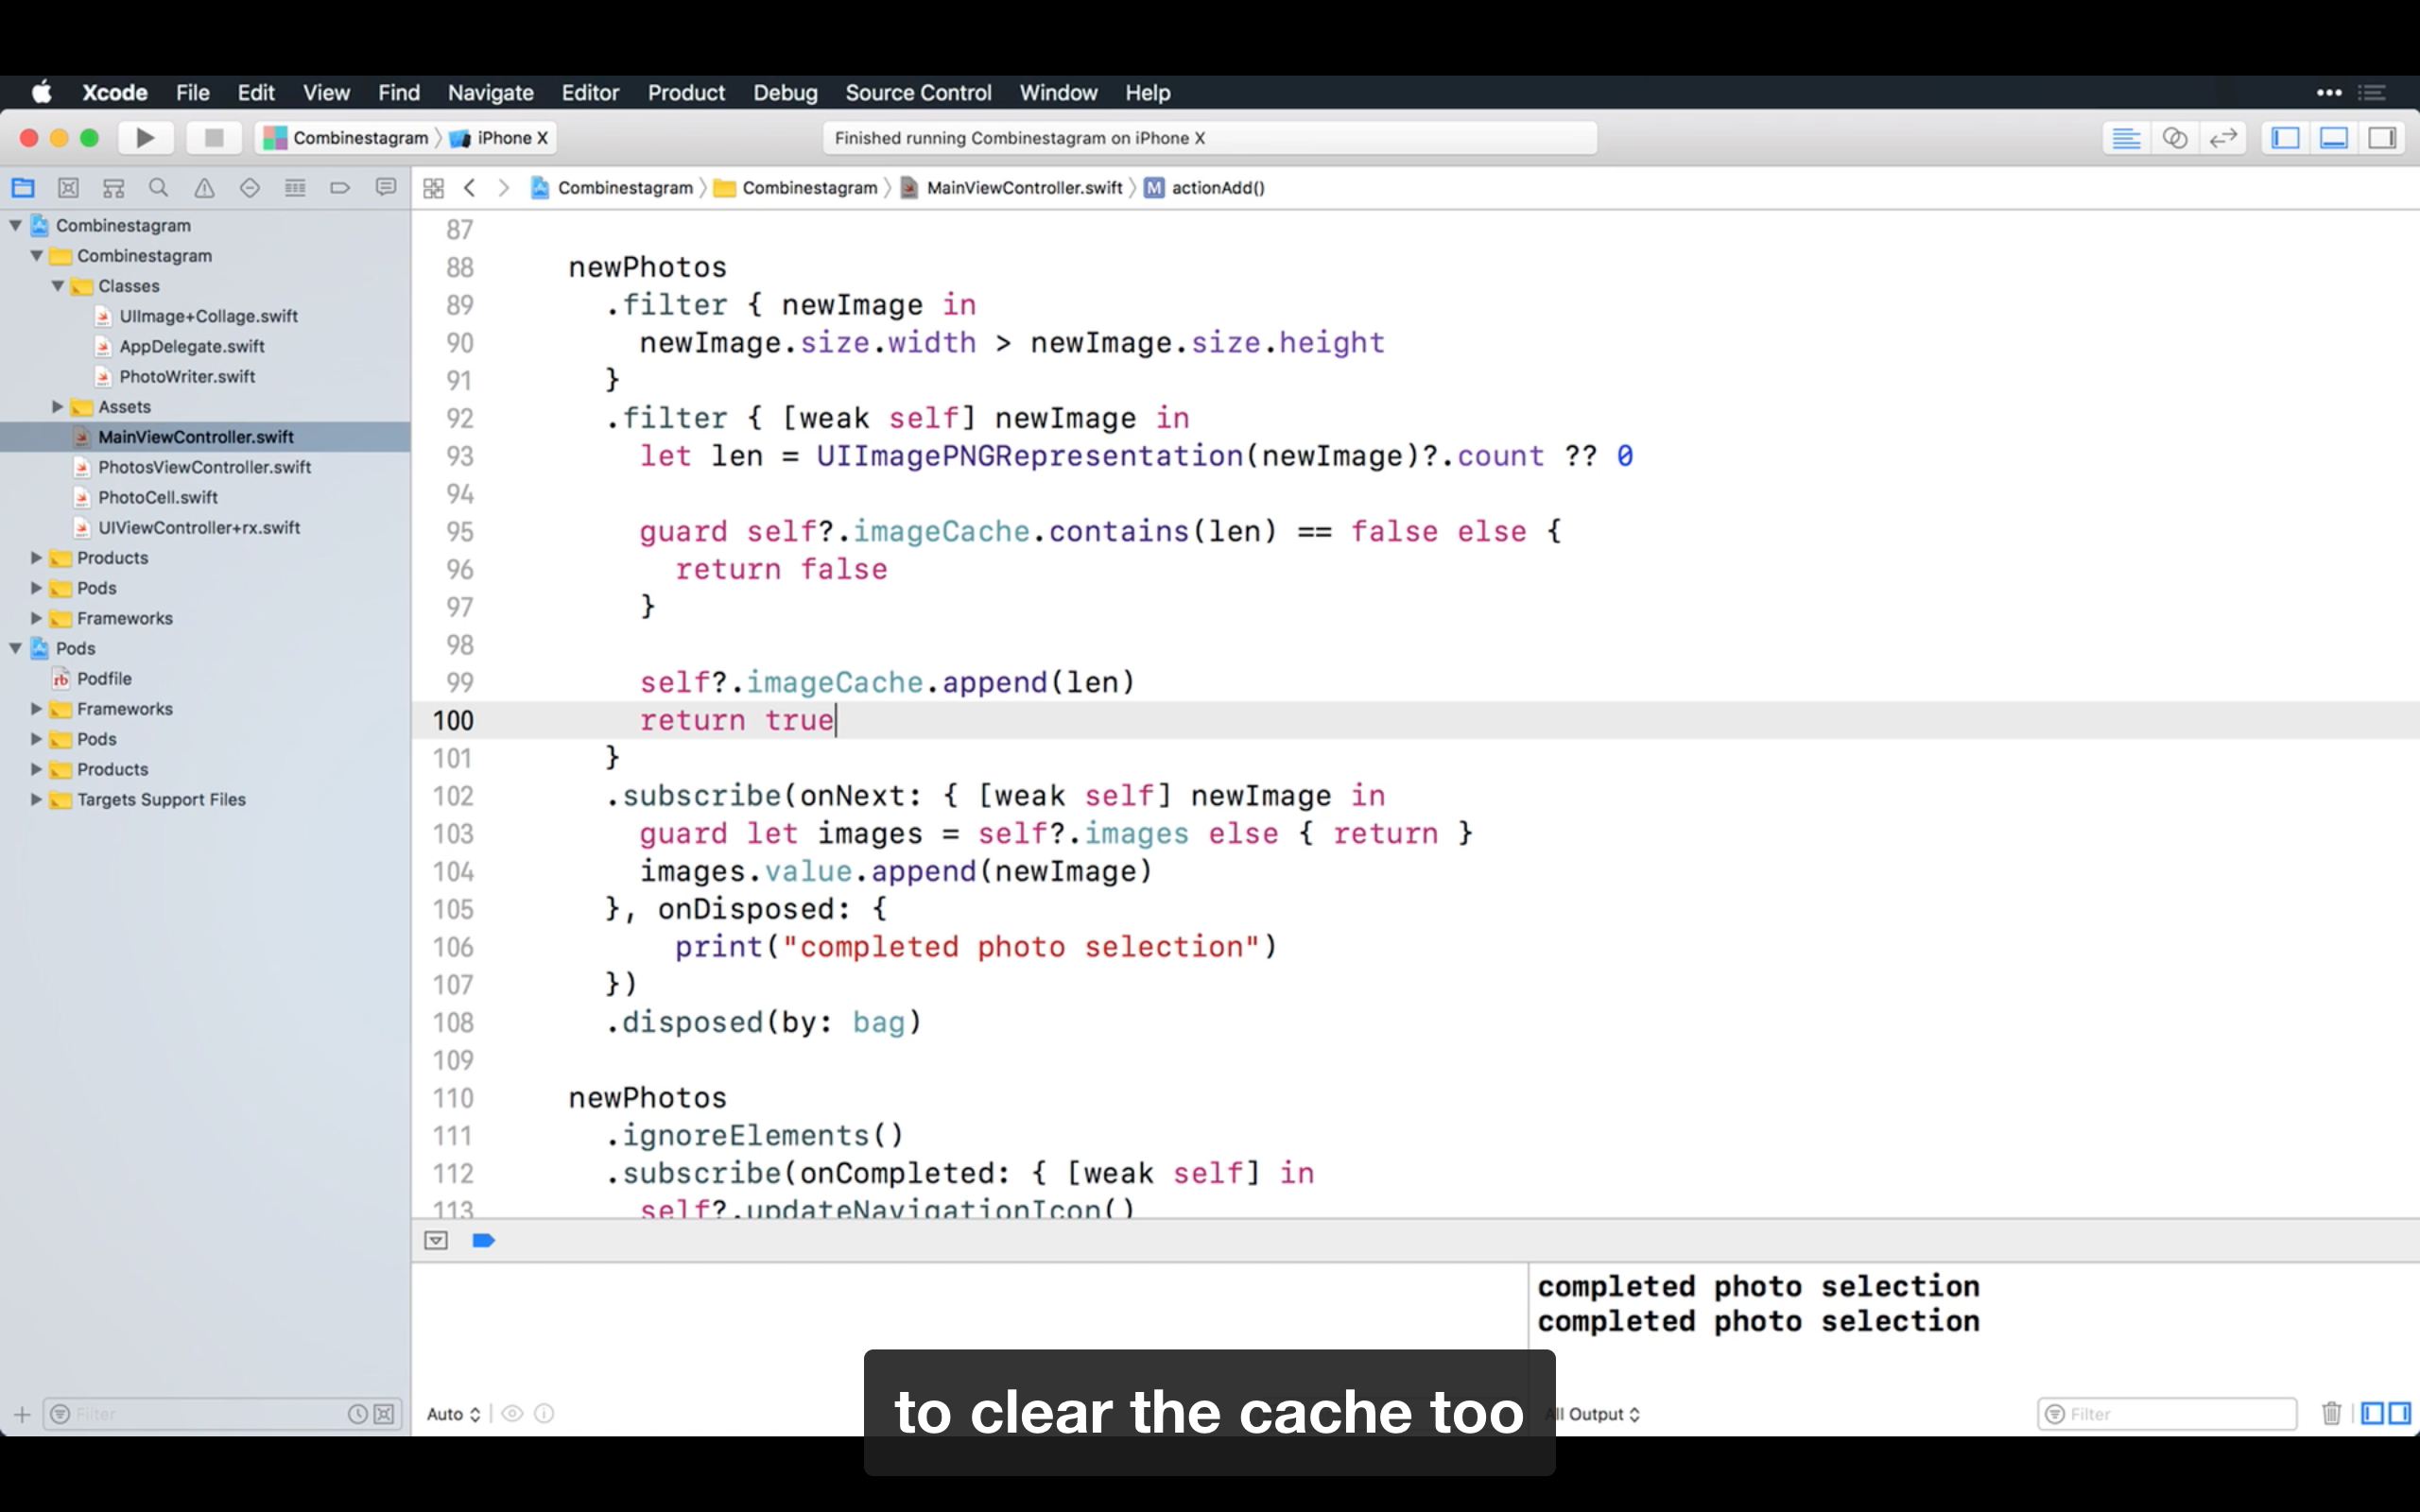 Xcode File Edit View Find Navigate Editor Product Debug Source Control Window Help
Combinestagram iPhone X
Finished running Combinestagram on iPhone X
Combinestagram Combinestagram MainViewController.swift M actionAdd()
Combinestagram
Combinestagram
Classes
UIImage+Collage.swift
AppDelegate.swift
PhotoWriter.swift
Assets
MainViewController.swift
PhotosViewController.swift
PhotoCell.swift
UIViewController+rx.swift
Products
Pods
Frameworks
Pods
rb Podfile
Frameworks
Pods
Products
Targets Support Files
Filter
87
88 newPhotos
89 .filter { newImage in
90 newImage.size.width > newImage.size.height
91 }
92 .filter { [weak self] newImage in
93 let len = UIImagePNGRepresentation(newImage)?.count ?? 0
94
95 guard self?.imageCache.contains(len) == false else {
96 return false
97 }
98
99 self?.imageCache.append(len)
100 return true
101 }
102 .subscribe(onNext: { [weak self] newImage in
103 guard let images = self?.images else { return }
104 images.value.append(newImage)
105 }, onDisposed: {
106 print("completed photo selection")
107 })
108 .disposed(by: bag)
109
110 newPhotos
111 .ignoreElements()
112 .subscribe(onCompleted: { [weak self] in
113 self?.updateNavigationIcon()
completed photo selection
completed photo selection
Auto
All Output
Filter
to clear the cache too